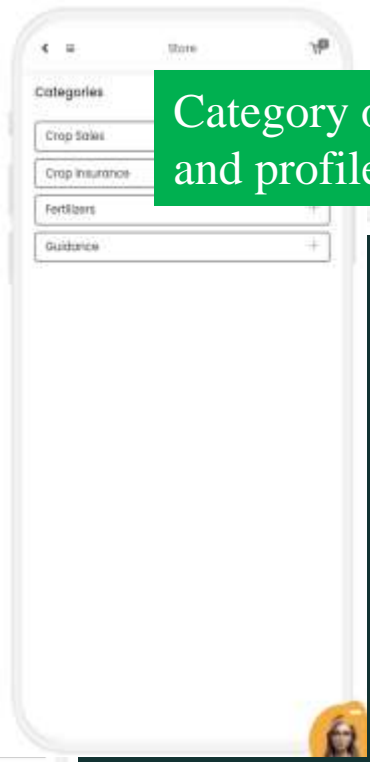 Store
Categories
Category
and profile
Crop Sales
Crop Insurance
Fertilizers
Guidance